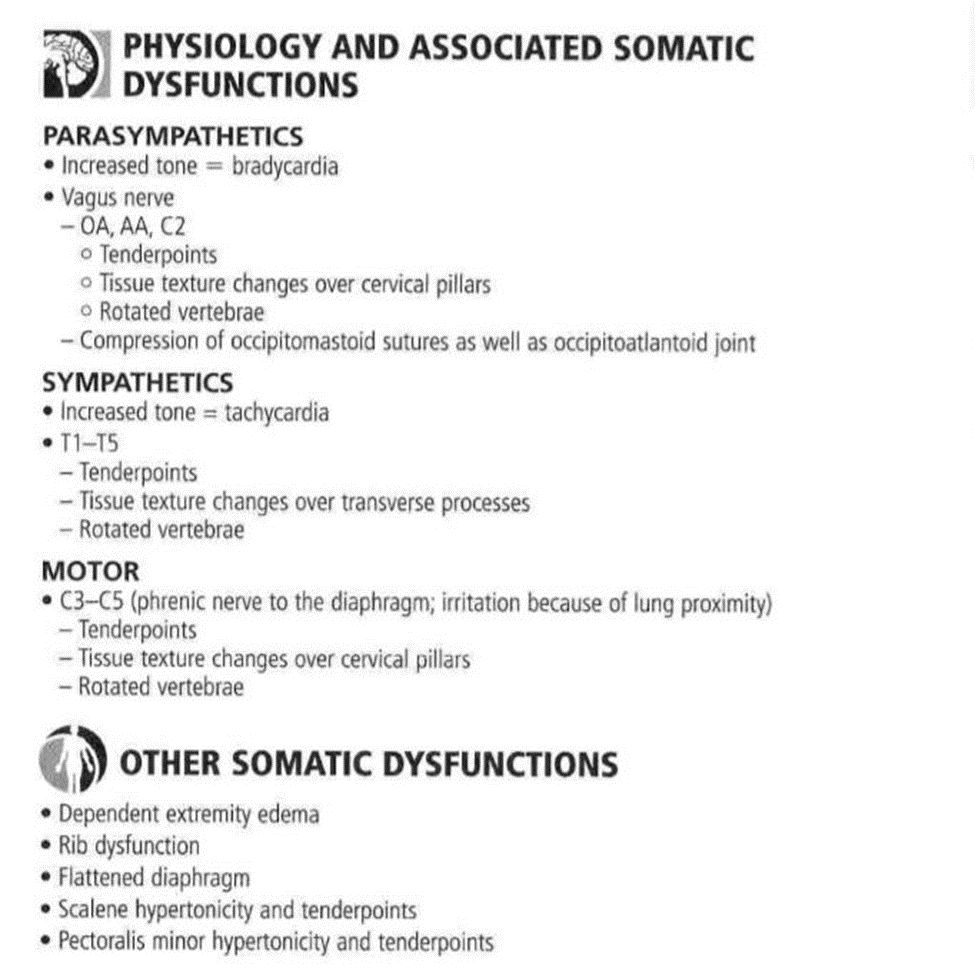 PHYSIOLOGY AND ASSOCIATED SOMATIC
DYSFUNCTIONS
PARASYMPATHETICS
• Increased tone = bradycardia
• Vagus nerve
– OA, AA, C2
○ Tenderpoints
○ Tissue texture changes over cervical pillars
○ Rotated vertebrae
– Compression of occipitomastoid sutures as well as occipitoatlantoid joint
SYMPATHETICS
• Increased tone = tachycardia
• T1–T5
– Tenderpoints
– Tissue texture changes over transverse processes
– Rotated vertebrae
MOTOR
• C3–C5 (phrenic nerve to the diaphragm; irritation because of lung proximity)
– Tenderpoints
– Tissue texture changes over cervical pillars
– Rotated vertebrae
OTHER SOMATIC DYSFUNCTIONS
• Dependent extremity edema
• Rib dysfunction
• Flattened diaphragm
• Scalene hypertonicity and tenderpoints
• Pectoralis minor hypertonicity and tenderpoints